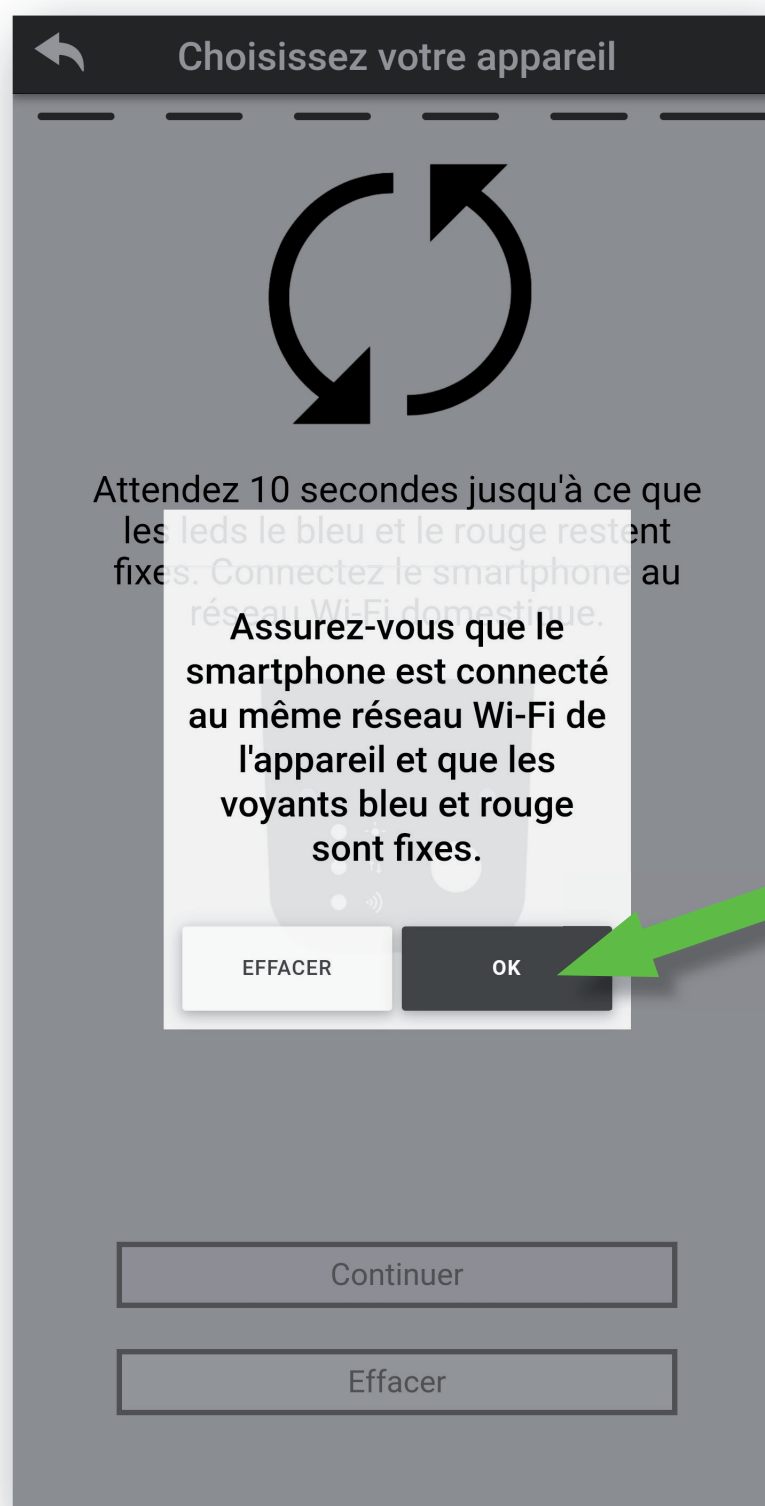 Choisissez votre appareil
Attendez 10 secondes jusqu'à ce que
les leds le bleu et le rouge restent
fixes. Connectez le smartphone au
réseau Wi-Fi domestique.
Assurez-vous que le
smartphone est connecté
au même réseau Wi-Fi de
l'appareil et que les
voyants bleu et rouge
sont fixes.
EFFACER
OK
Continuer
Effacer